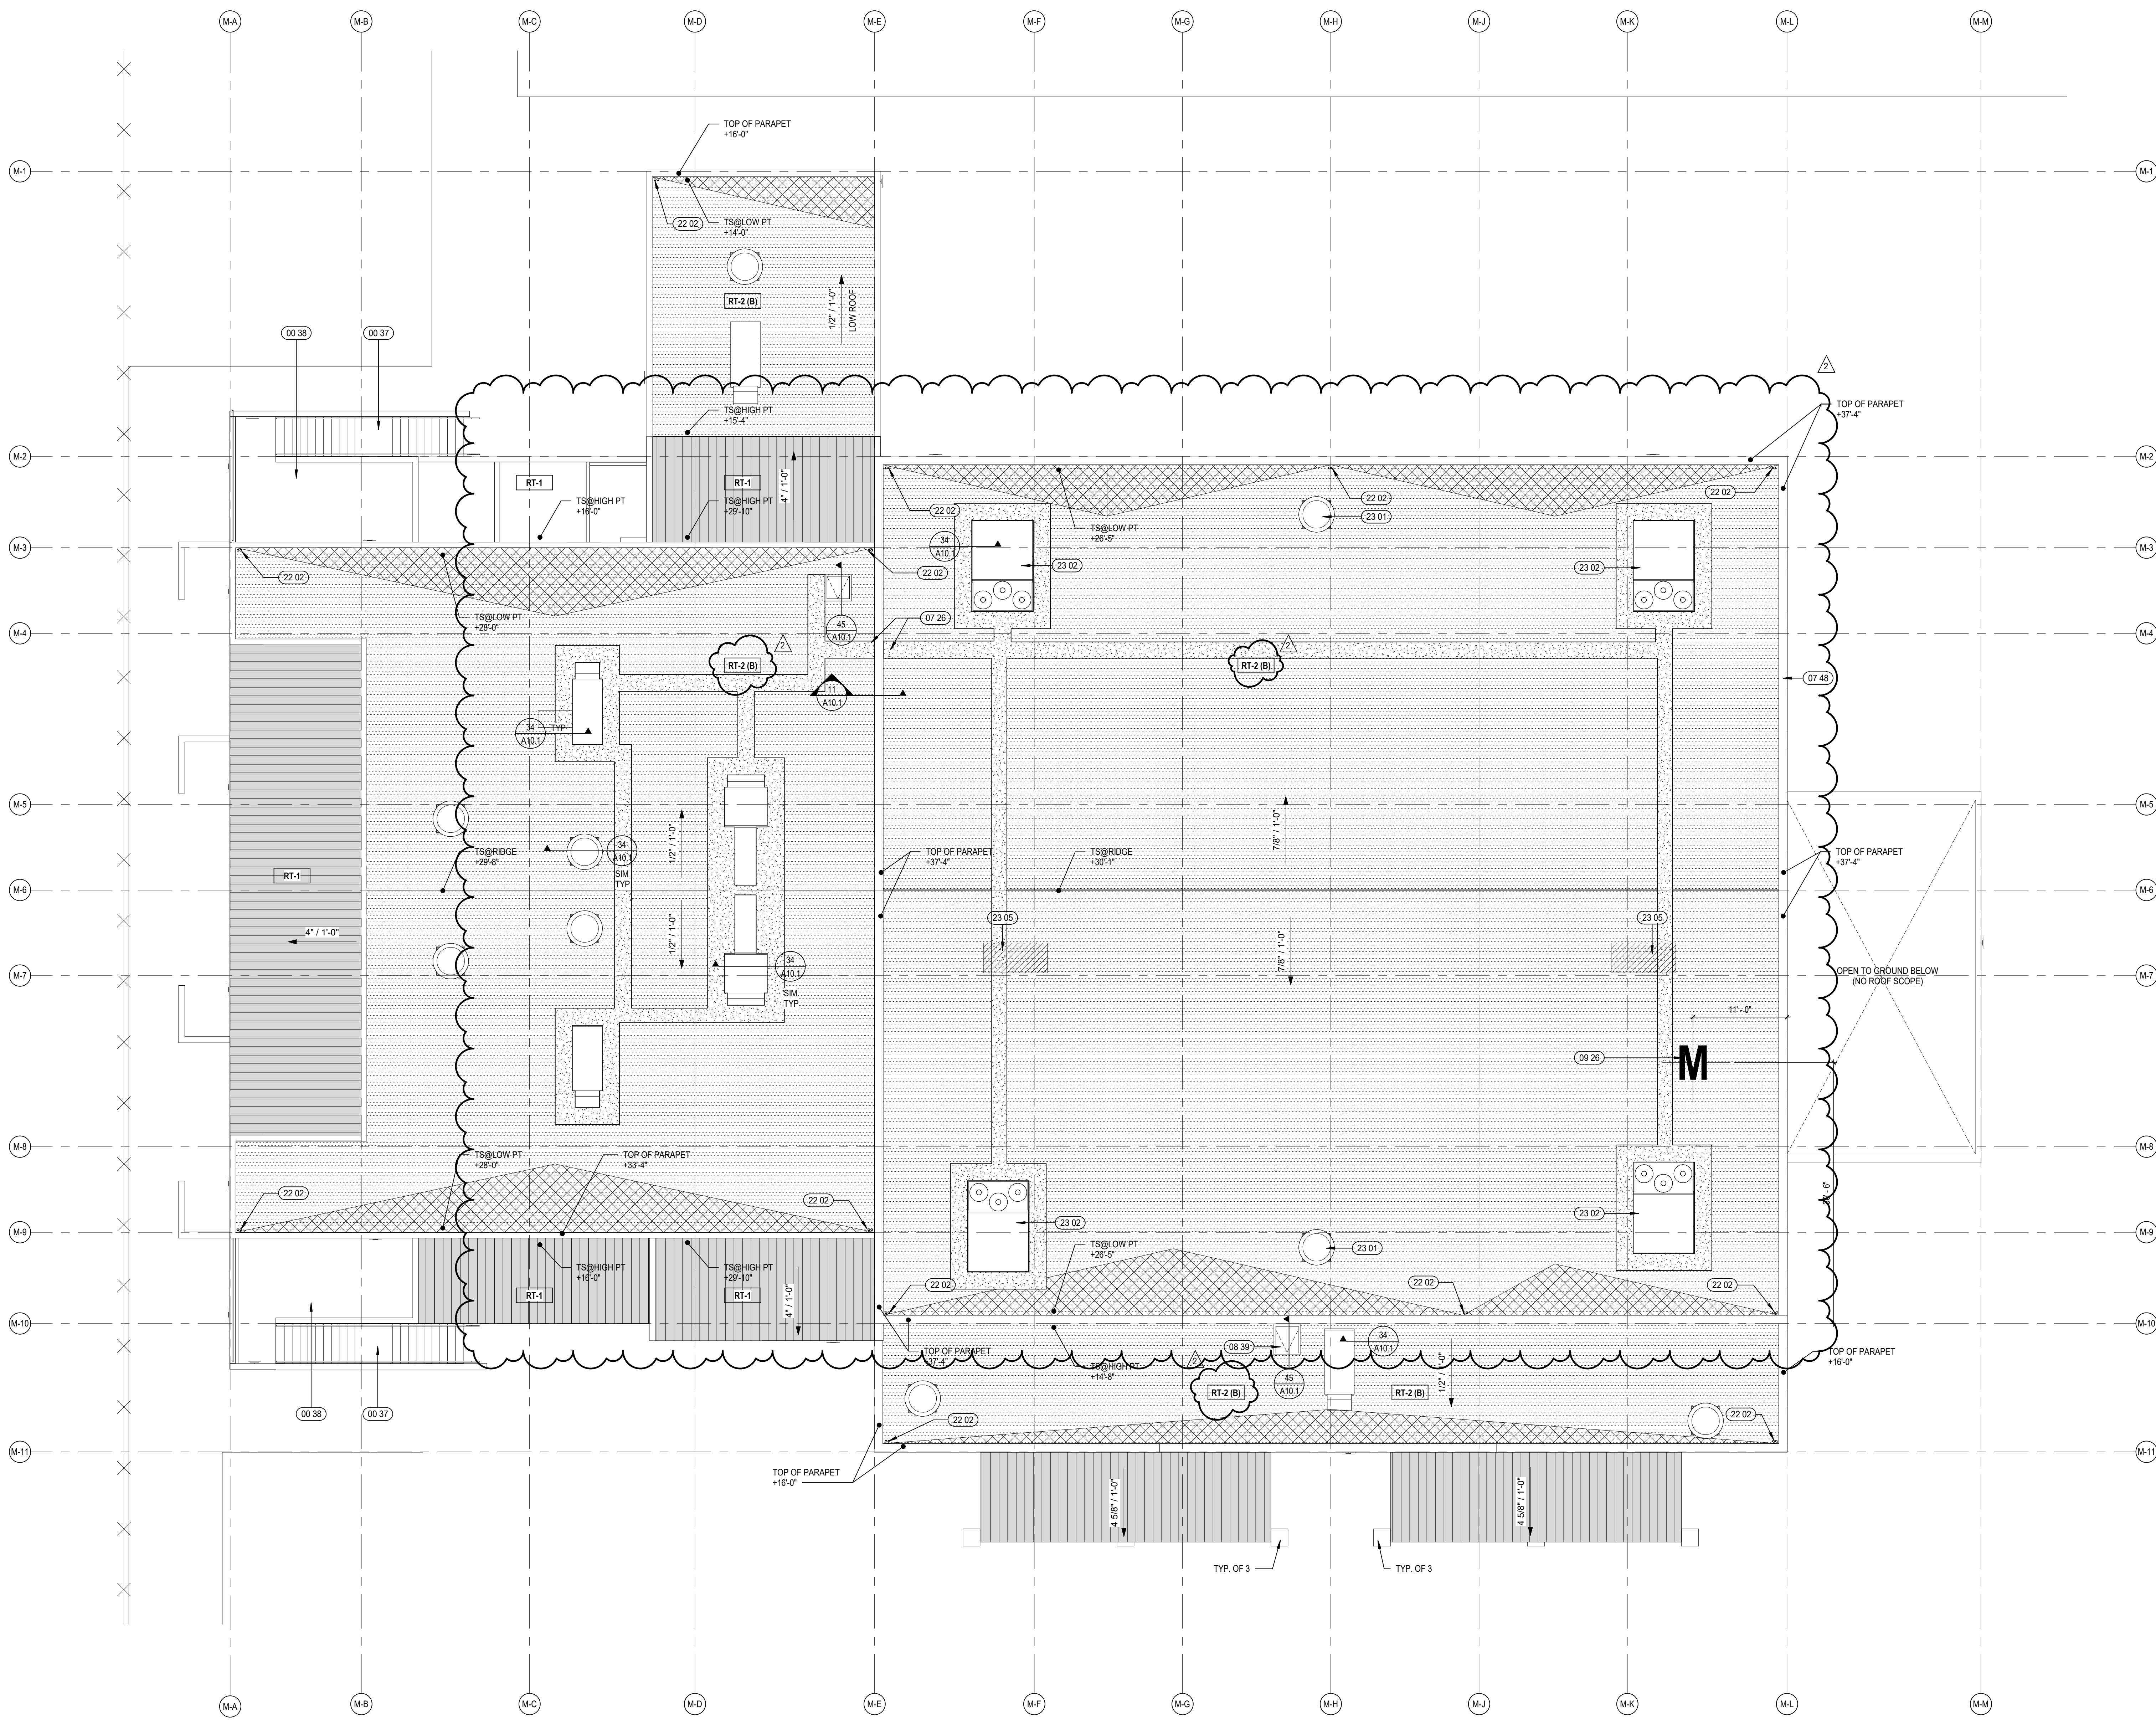 M-A M-B M-C M-D M-E M-F M-G M-H M-J M-K M-L M-M
TOP OF PARAPET
+16'-0"
M-1 M-1
22 02
TS@LOW PT
+14'-0"
RT-2 (B)
1/2" / 1'-0"
LOW ROOF
00 38
00 37
2
TS@HIGH PT
+15'-4"
TOP OF PARAPET
+37'-4"
M-2 M-2
RT-1
RT-1
4" / 1'-0"
TS@HIGH PT
+16'-0"
TS@HIGH PT
+29'-10"
22 02
22 02
22 02
23 01
TS@LOW PT
+26'-5"
34
A10.1
M-3 M-3
22 02
22 02
23 02
23 02
TS@LOW PT
+28'-0"
45
A10.1
07 26
M-4 M-4
2
RT-2 (B)
2
RT-2 (B)
07 48
11
A10.1
34
A10.1
TYP
M-5 M-5
1/2" / 1'-0"
7/8" / 1'-0"
TS@RIDGE
+29'-8"
34
A10.1
SIM
TYP
TOP OF PARAPET
+37'-4"
TS@RIDGE
+30'-1"
TOP OF PARAPET
+37'-4"
RT-1
M-6 M-6
4" / 1'-0"
1/2" / 1'-0"
23 05
23 05
7/8" / 1'-0"
34
A10.1
SIM
TYP
M-7 M-7
OPEN TO GROUND BELOW
(NO ROOF SCOPE)
11' - 0"
09 26
M
M-8 M-8
TS@LOW PT
+28'-0"
TOP OF PARAPET
+33'-4"
22 02
22 02
23 02
23 02
M-9 M-9
TS@LOW PT
+26'-5"
23 01
TS@HIGH PT
+16'-0"
TS@HIGH PT
+29'-10"
RT-1
RT-1
4" / 1'-0"
22 02
22 02
22 02
M-10 M-10
TOP OF PARAPET
+37'-4"
TS@HIGH PT
+14'-8"
08 39
34
A10.1
TOP OF PARAPET
+16'-0"
2
45
A10.1
RT-2 (B)
RT-2 (B)
1/2" / 1'-0"
00 38
00 37
22 02
22 02
M-11 M-11
TOP OF PARAPET
+16'-0"
4 5/8" / 1'-0"
4 5/8" / 1'-0"
TYP. OF 3
TYP. OF 3
M-A M-B M-C M-D M-E M-F M-G M-H M-J M-K M-L M-M